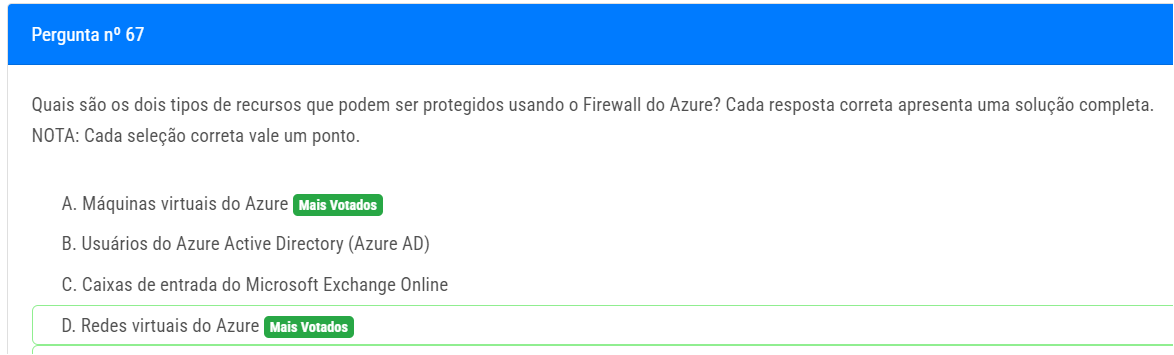 Pergunta nº 67
Quais são os dois tipos de recursos que podem ser protegidos usando o Firewall do Azure? Cada resposta correta apresenta uma solução completa.
NOTA: Cada seleção correta vale um ponto.
A. Máquinas virtuais do Azure Mais Votados
B. Usuários do Azure Active Directory (Azure AD)
C. Caixas de entrada do Microsoft Exchange Online
D. Redes virtuais do Azure Mais Votados